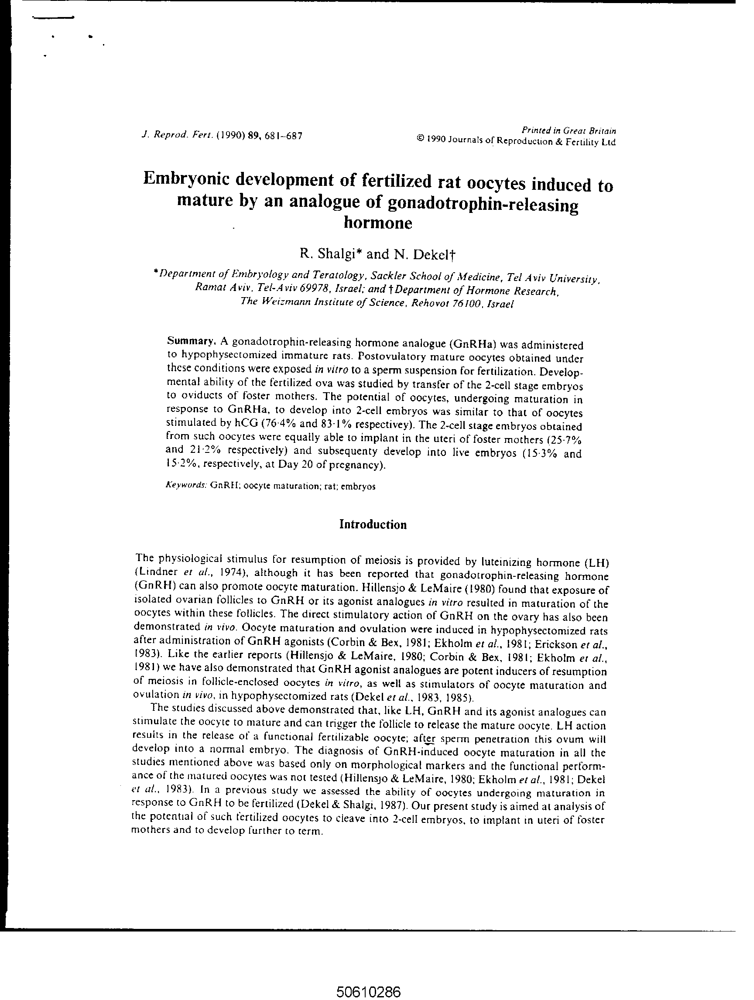 J. Reprod. Fert. (1990) 89, 681–687
Printed in Great Britain
© 1990 Journals of Reproduction & Fertility Ltd
Embryonic development of fertilized rat oocytes induced to
mature by an analogue of gonadotrophin-releasing
hormone
R. Shalgi* and N. Dekel†
*Department of Embryology and Teratology, Sackler School of Medicine, Tel Aviv University,
Ramat Aviv, Tel-Aviv 69978, Israel; and †Department of Hormone Research,
The Weizmann Institute of Science, Rehovot 76100, Israel
Summary. A gonadotrophin-releasing hormone analogue (GnRHa) was administered
to hypophysectomized immature rats. Postovulatory mature oocytes obtained under
these conditions were exposed in vitro to a sperm suspension for fertilization. Develop-
mental ability of the fertilized ova was studied by transfer of the 2-cell stage embryos
to oviducts of foster mothers. The potential of oocytes, undergoing maturation in
response to GnRHa, to develop into 2-cell embryos was similar to that of oocytes
stimulated by hCG (76·4% and 83·1% respectivey). The 2-cell stage embryos obtained
from such oocytes were equally able to implant in the uteri of foster mothers (25·7%
and 21·2% respectively) and subsequenty develop into live embryos (15·3% and
15·2%, respectively, at Day 20 of pregnancy).
Keywords: GnRH; oocyte maturation; rat; embryos
Introduction
The physiological stimulus for resumption of meiosis is provided by luteinizing hormone (LH)
(Lindner et al., 1974), although it has been reported that gonadotrophin-releasing hormone
(GnRH) can also promote oocyte maturation. Hillensjo & LeMaire (1980) found that exposure of
isolated ovarian follicles to GnRH or its agonist analogues in vitro resulted in maturation of the
oocytes within these follicles. The direct stimulatory action of GnRH on the ovary has also been
demonstrated in vivo. Oocyte maturation and ovulation were induced in hypophysectomized rats
after administration of GnRH agonists (Corbin & Bex, 1981; Ekholm et al., 1981; Erickson et al.,
1983). Like the earlier reports (Hillensjo & LeMaire, 1980; Corbin & Bex, 1981; Ekholm et al.,
1981) we have also demonstrated that GnRH agonist analogues are potent inducers of resumption
of meiosis in follicle-enclosed oocytes in vitro, as well as stimulators of oocyte maturation and
ovulation in vivo, in hypophysectomized rats (Dekel et al., 1983, 1985).
The studies discussed above demonstrated that, like LH, GnRH and its agonist analogues can
stimulate the oocyte to mature and can trigger the follicle to release the mature oocyte. LH action
results in the release of a functional fertilizable oocyte; after sperm penetration this ovum will
develop into a normal embryo. The diagnosis of GnRH-induced oocyte maturation in all the
studies mentioned above was based only on morphological markers and the functional perform-
ance of the matured oocytes was not tested (Hillensjo & LeMaire, 1980; Ekholm et al., 1981; Dekel
et al., 1983). In a previous study we assessed the ability of oocytes undergoing maturation in
response to GnRH to be fertilized (Dekel & Shalgi, 1987). Our present study is aimed at analysis of
the potential of such fertilized oocytes to cleave into 2-cell embryos, to implant in uteri of foster
mothers and to develop further to term.
50610286